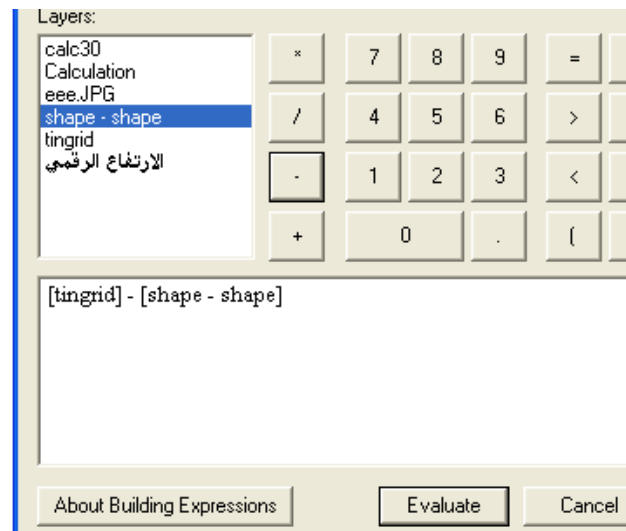 Layers:
calc30
Calculation
eee.JPG
shape - shape
tingrid
الارتفاع الرقمي
* 7 8 9 =
/ 4 5 6 >
- 1 2 3 <
+ 0 . (
[tingrid] - [shape - shape]
About Building Expressions Evaluate Cancel